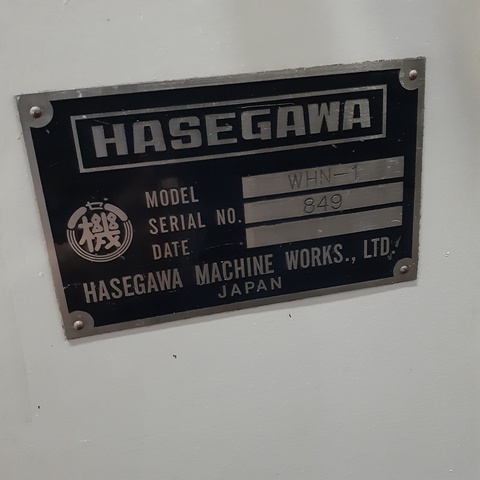 HASEGAWA
MODEL WHN-1
SERIAL NO. 849
DATE
機
HASEGAWA MACHINE WORKS., LTD.
JAPAN